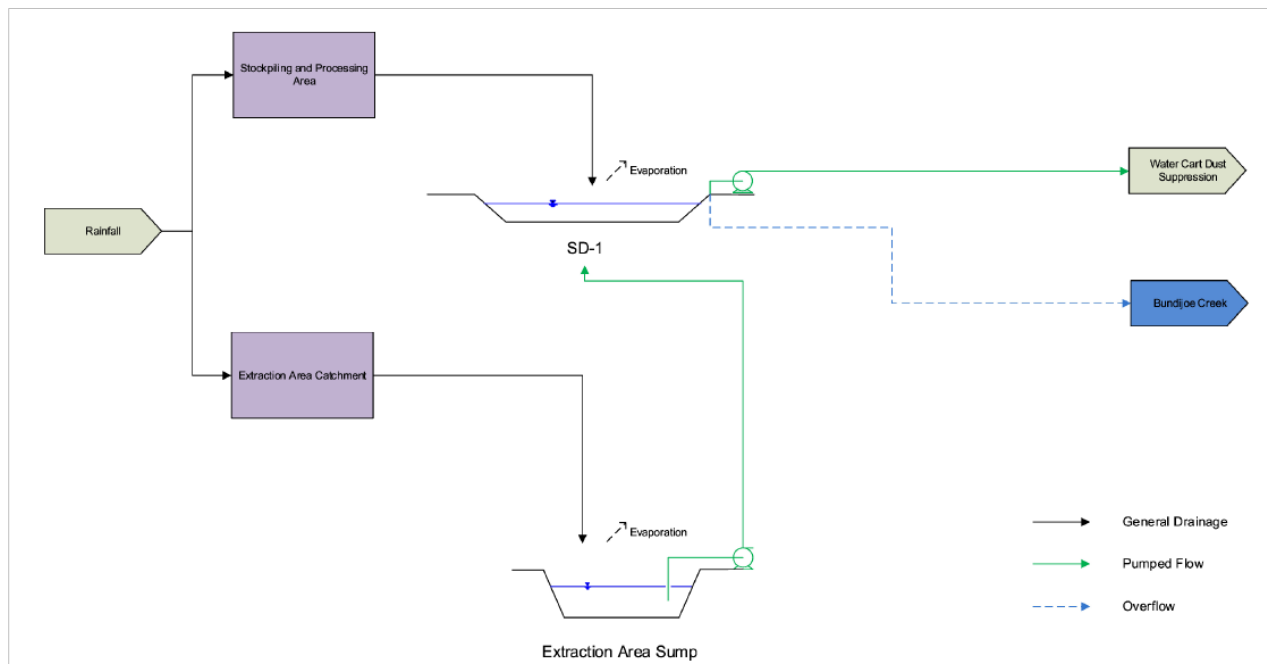 Stockpiling and Processing
Area
Evaporation
Water Cart Dust
Suppression
Rainfall
SD-1
Bundijoe Creek
Extraction Area Catchment
Evaporation
General Drainage
Pumped Flow
Overflow
Extraction Area Sump